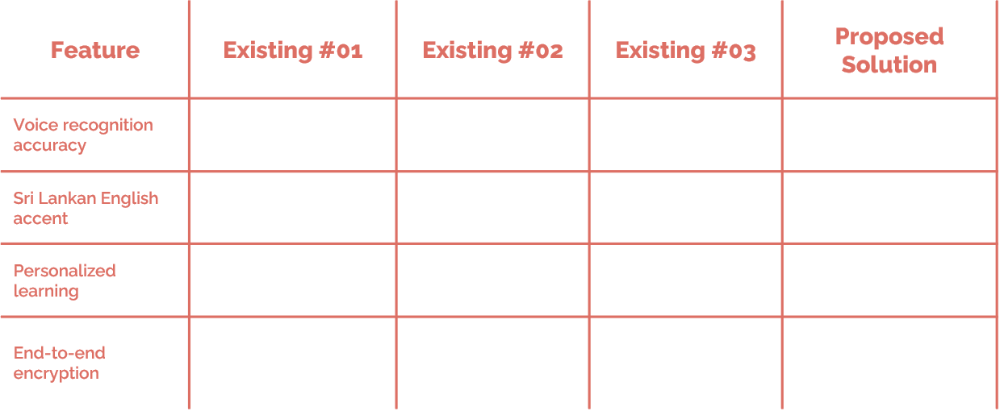 Feature
Existing #01
Existing #02
Existing #03
Proposed
Solution
Voice recognition
accuracy
Sri Lankan English
accent
Personalized
learning
End-to-end
encryption